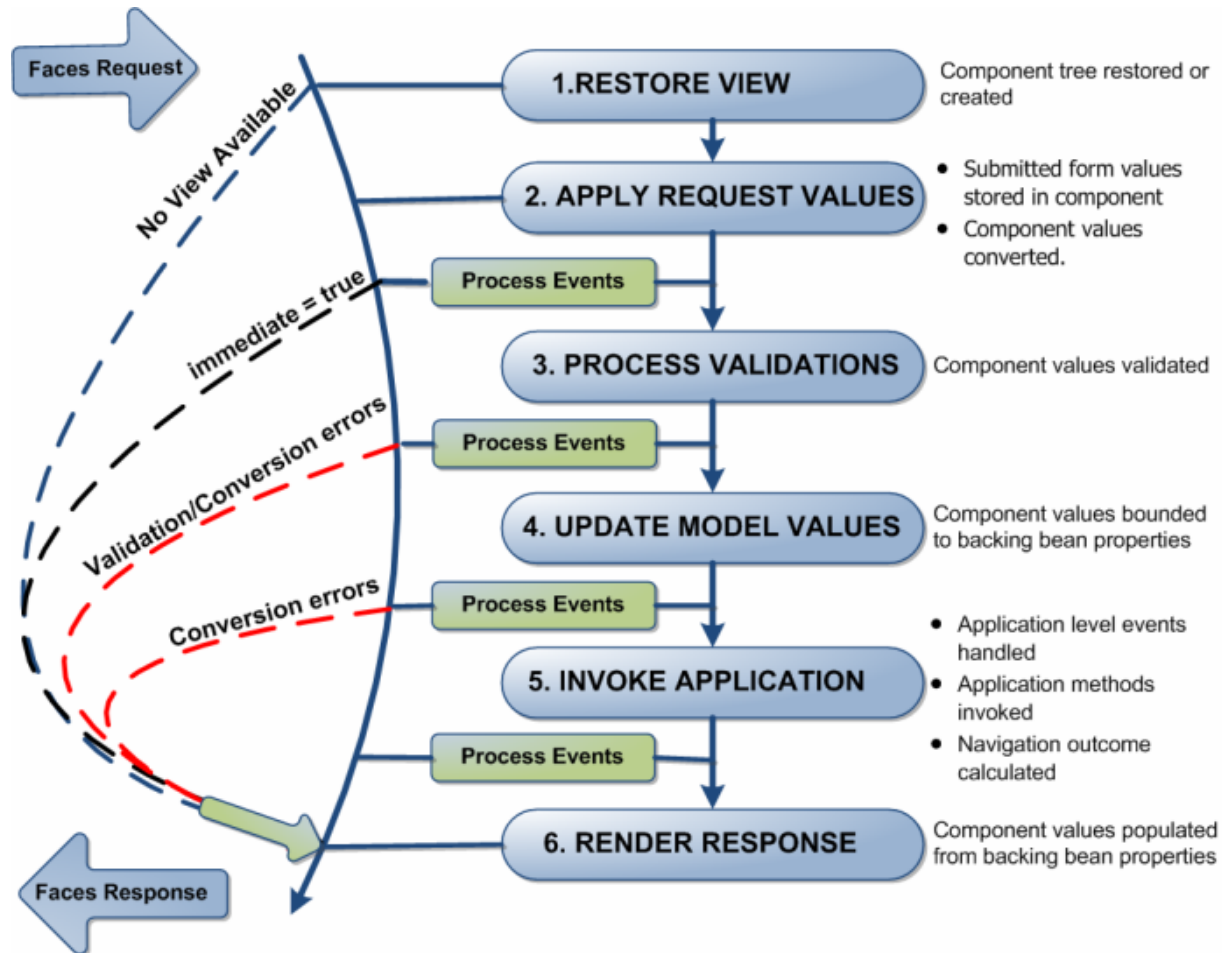 Faces Request
1.RESTORE VIEW
Component tree restored or
created
No View Available
2. APPLY REQUEST VALUES
• Submitted form values
stored in component
• Component values
converted.
Process Events
immediate = true
3. PROCESS VALIDATIONS
Component values validated
Process Events
Validation/Conversion errors
4. UPDATE MODEL VALUES
Component values bounded
to backing bean properties
Process Events
Conversion errors
5. INVOKE APPLICATION
• Application level events
handled
• Application methods
invoked
• Navigation outcome
calculated
Process Events
6. RENDER RESPONSE
Component values populated
from backing bean properties
Faces Response